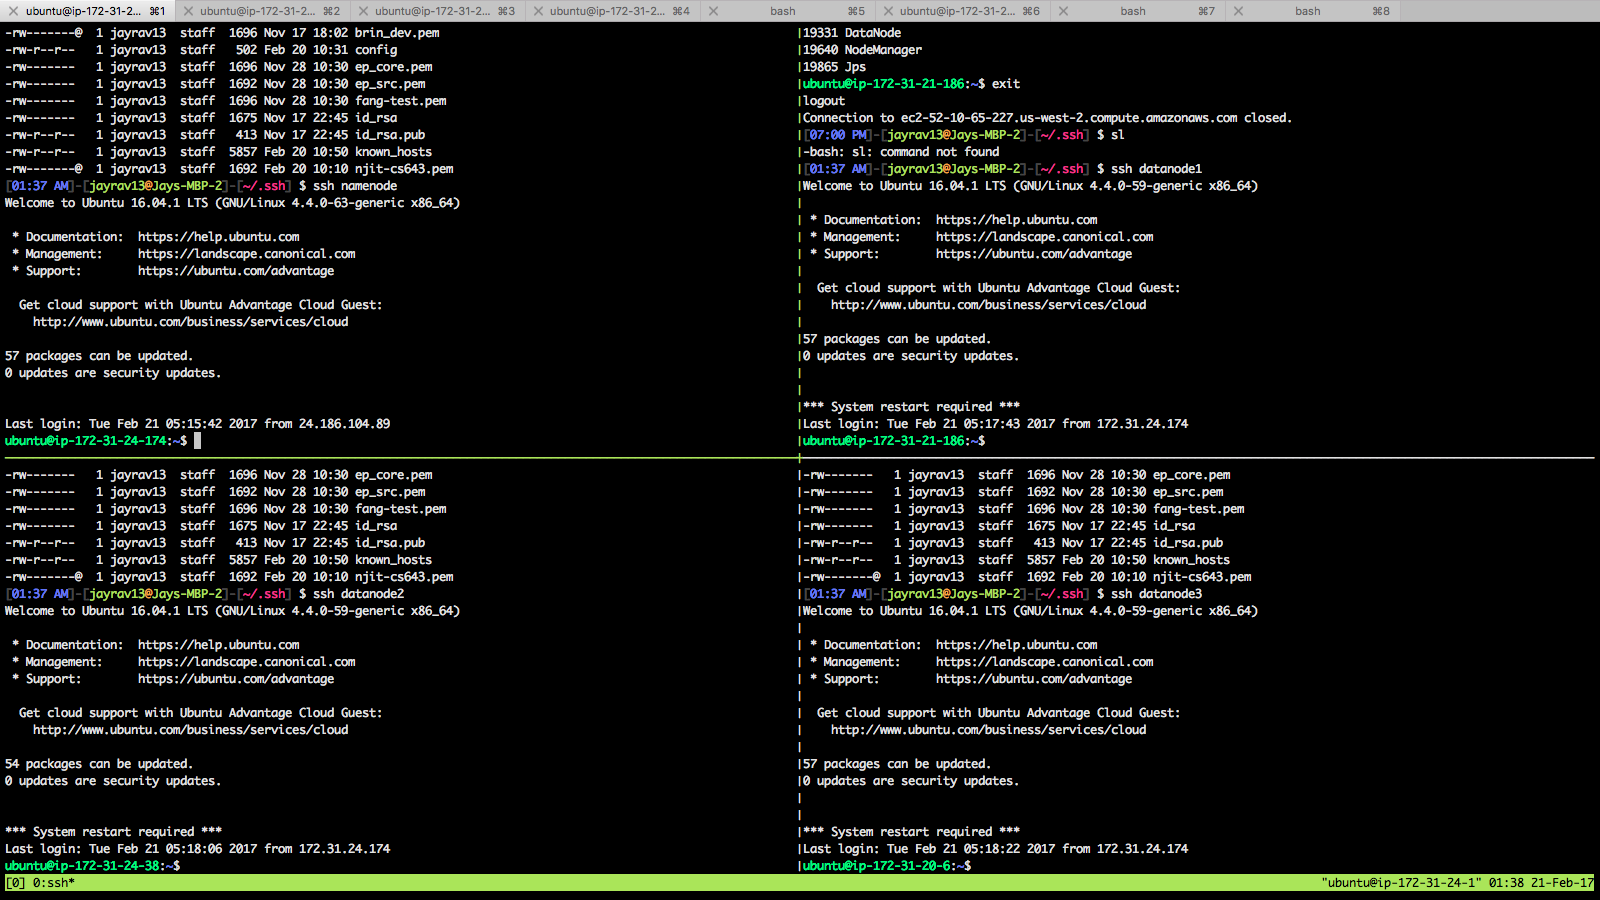 ubuntu@ip-172-31-2... ⌘1
ubuntu@ip-172-31-2... ⌘2
ubuntu@ip-172-31-2... ⌘3
ubuntu@ip-172-31-2... ⌘4
bash ⌘5
ubuntu@ip-172-31-2... ⌘6
bash ⌘7
bash ⌘8
-rw-------@ 1 jayrav13 staff 1696 Nov 17 18:02 brin_dev.pem
-rw-r--r-- 1 jayrav13 staff 502 Feb 20 10:31 config
-rw------- 1 jayrav13 staff 1696 Nov 28 10:30 ep_core.pem
-rw------- 1 jayrav13 staff 1692 Nov 28 10:30 ep_src.pem
-rw------- 1 jayrav13 staff 1696 Nov 28 10:30 fang-test.pem
-rw------- 1 jayrav13 staff 1675 Nov 17 22:45 id_rsa
-rw-r--r-- 1 jayrav13 staff 413 Nov 17 22:45 id_rsa.pub
-rw-r--r-- 1 jayrav13 staff 5857 Feb 20 10:50 known_hosts
-rw-------@ 1 jayrav13 staff 1692 Feb 20 10:10 njit-cs643.pem
[01:37 AM]-[jayrav13@Jays-MBP-2]-[~/.ssh] $ ssh namenode
Welcome to Ubuntu 16.04.1 LTS (GNU/Linux 4.4.0-63-generic x86_64)
* Documentation: https://help.ubuntu.com
* Management: https://landscape.canonical.com
* Support: https://ubuntu.com/advantage
Get cloud support with Ubuntu Advantage Cloud Guest:
http://www.ubuntu.com/business/services/cloud
57 packages can be updated.
0 updates are security updates.
Last login: Tue Feb 21 05:15:42 2017 from 24.186.104.89
ubuntu@ip-172-31-24-174:~$
19331 DataNode
19640 NodeManager
19865 Jps
ubuntu@ip-172-31-21-186:~$ exit
logout
Connection to ec2-52-10-65-227.us-west-2.compute.amazonaws.com closed.
[07:00 PM]-[jayrav13@Jays-MBP-2]-[~/.ssh] $ sl
-bash: sl: command not found
[01:37 AM]-[jayrav13@Jays-MBP-2]-[~/.ssh] $ ssh datanode1
Welcome to Ubuntu 16.04.1 LTS (GNU/Linux 4.4.0-59-generic x86_64)
* Documentation: https://help.ubuntu.com
* Management: https://landscape.canonical.com
* Support: https://ubuntu.com/advantage
Get cloud support with Ubuntu Advantage Cloud Guest:
http://www.ubuntu.com/business/services/cloud
57 packages can be updated.
0 updates are security updates.
*** System restart required ***
Last login: Tue Feb 21 05:17:43 2017 from 172.31.24.174
ubuntu@ip-172-31-21-186:~$
-rw------- 1 jayrav13 staff 1696 Nov 28 10:30 ep_core.pem
-rw------- 1 jayrav13 staff 1692 Nov 28 10:30 ep_src.pem
-rw------- 1 jayrav13 staff 1696 Nov 28 10:30 fang-test.pem
-rw------- 1 jayrav13 staff 1675 Nov 17 22:45 id_rsa
-rw-r--r-- 1 jayrav13 staff 413 Nov 17 22:45 id_rsa.pub
-rw-r--r-- 1 jayrav13 staff 5857 Feb 20 10:50 known_hosts
-rw-------@ 1 jayrav13 staff 1692 Feb 20 10:10 njit-cs643.pem
[01:37 AM]-[jayrav13@Jays-MBP-2]-[~/.ssh] $ ssh datanode2
Welcome to Ubuntu 16.04.1 LTS (GNU/Linux 4.4.0-59-generic x86_64)
* Documentation: https://help.ubuntu.com
* Management: https://landscape.canonical.com
* Support: https://ubuntu.com/advantage
Get cloud support with Ubuntu Advantage Cloud Guest:
http://www.ubuntu.com/business/services/cloud
54 packages can be updated.
0 updates are security updates.
*** System restart required ***
Last login: Tue Feb 21 05:18:06 2017 from 172.31.24.174
ubuntu@ip-172-31-24-38:~$
-rw------- 1 jayrav13 staff 1696 Nov 28 10:30 ep_core.pem
-rw------- 1 jayrav13 staff 1692 Nov 28 10:30 ep_src.pem
-rw------- 1 jayrav13 staff 1696 Nov 28 10:30 fang-test.pem
-rw------- 1 jayrav13 staff 1675 Nov 17 22:45 id_rsa
-rw-r--r-- 1 jayrav13 staff 413 Nov 17 22:45 id_rsa.pub
-rw-r--r-- 1 jayrav13 staff 5857 Feb 20 10:50 known_hosts
-rw-------@ 1 jayrav13 staff 1692 Feb 20 10:10 njit-cs643.pem
[01:37 AM]-[jayrav13@Jays-MBP-2]-[~/.ssh] $ ssh datanode3
Welcome to Ubuntu 16.04.1 LTS (GNU/Linux 4.4.0-59-generic x86_64)
* Documentation: https://help.ubuntu.com
* Management: https://landscape.canonical.com
* Support: https://ubuntu.com/advantage
Get cloud support with Ubuntu Advantage Cloud Guest:
http://www.ubuntu.com/business/services/cloud
57 packages can be updated.
0 updates are security updates.
*** System restart required ***
Last login: Tue Feb 21 05:18:22 2017 from 172.31.24.174
ubuntu@ip-172-31-20-6:~$
[0] 0:ssh* "ubuntu@ip-172-31-24-1" 01:38 21-Feb-17